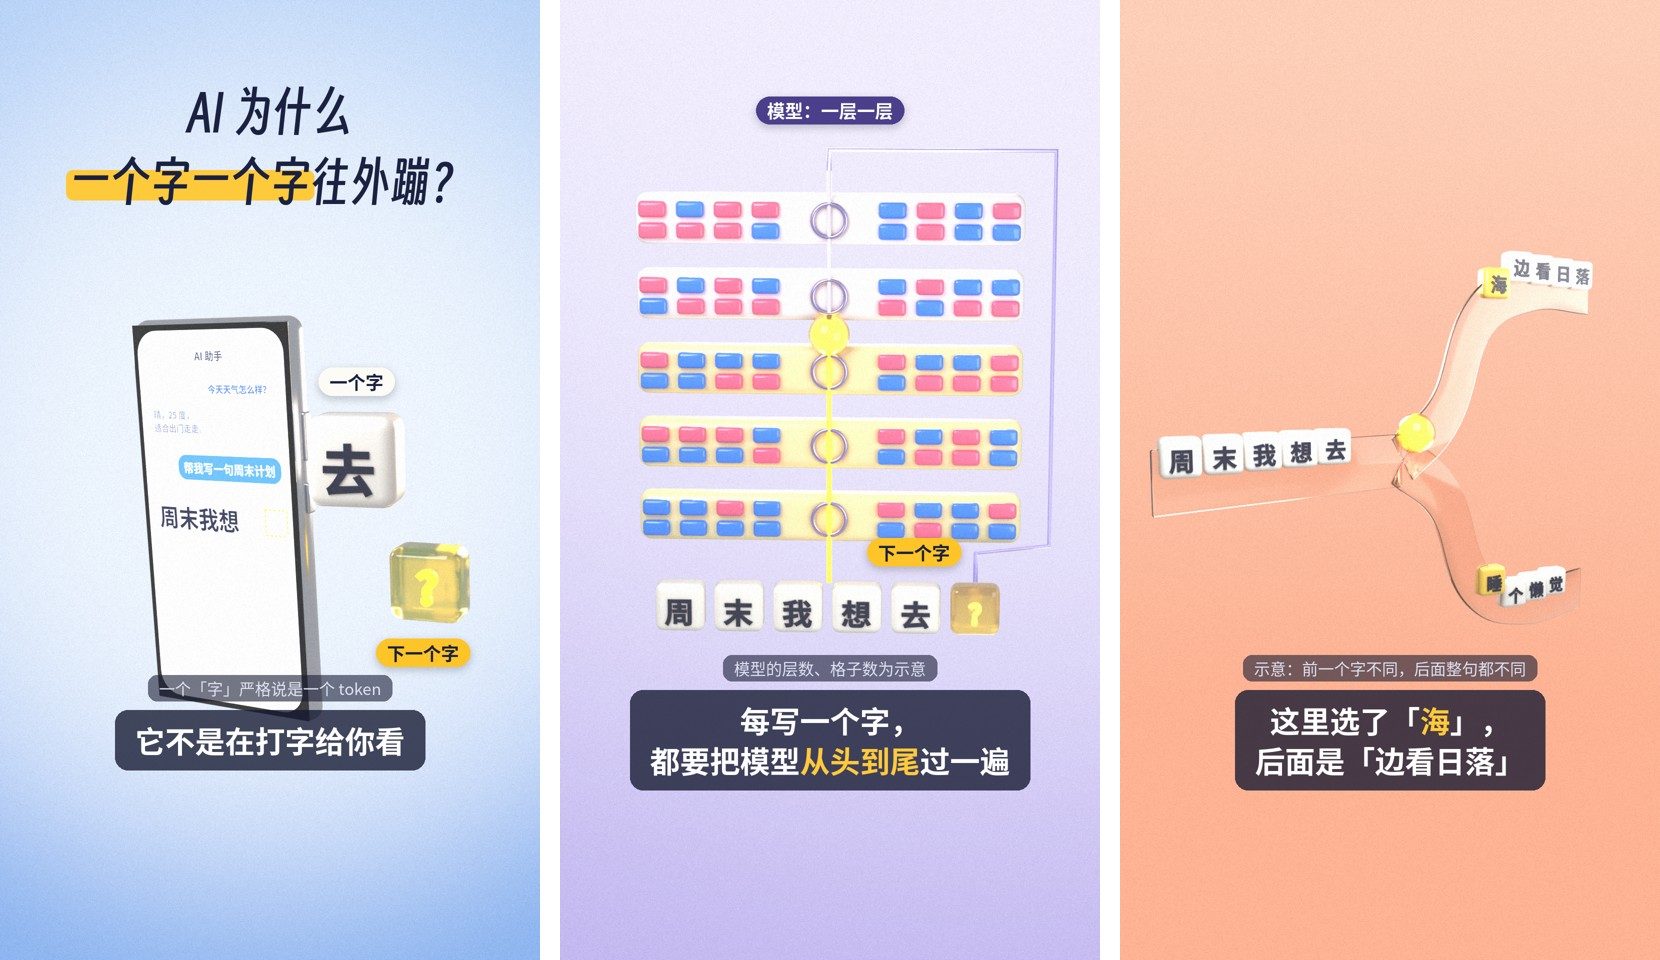 AI 为什么
一个字一个字往外蹦?
AI 助手
今天天气怎么样?
晴，25 度，
适合出门走走。
帮我写一句周末计划
周末我想
一个字
去
?
下一个字
一个「字」严格说是一个 token
它不是在打字给你看
模型：一层一层
下一个字
周末我想去?
模型的层数、格子数为示意
每写一个字，
都要把模型从头到尾过一遍
海边看日落
周末我想去
睡个懒觉
示意：前一个字不同，后面整句都不同
这里选了「海」，
后面是「边看日落」